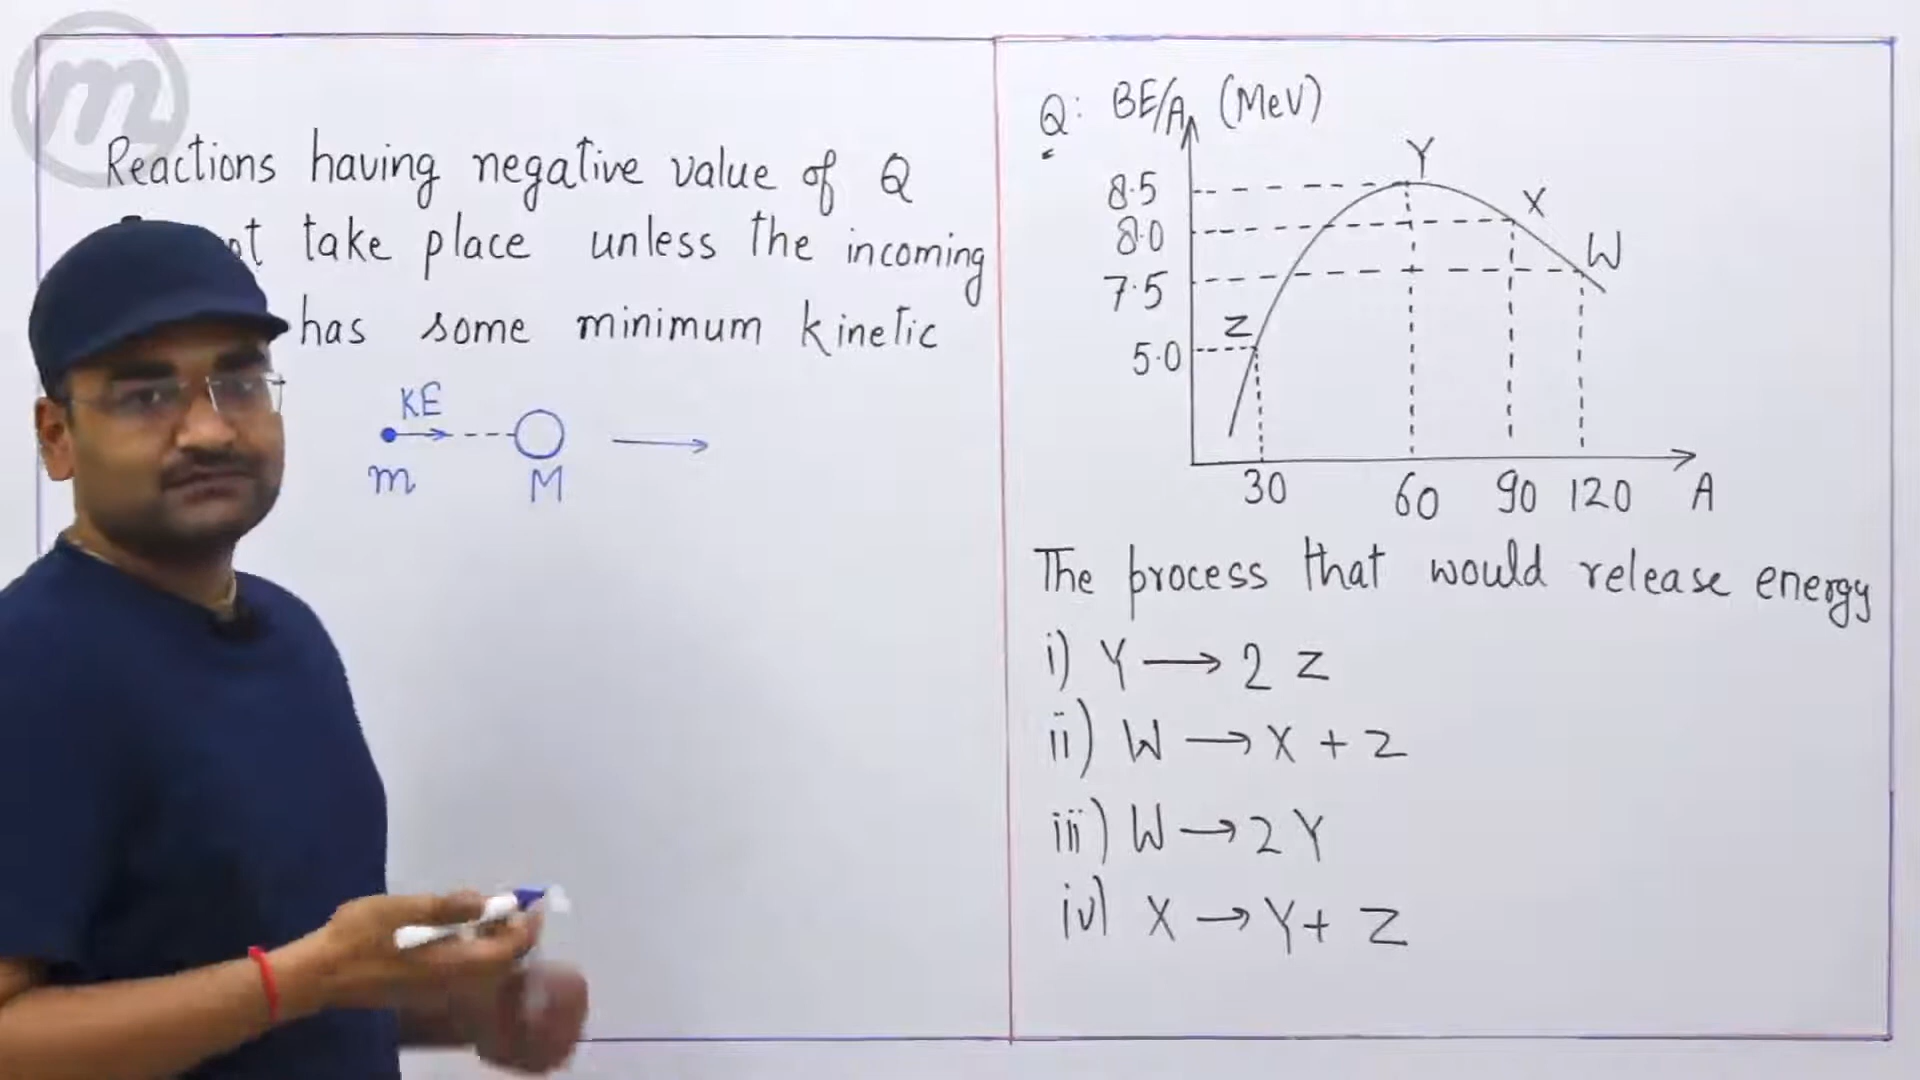 m
Reactions having negative value of Q
take place unless the incoming
has some minimum kinetic
KE
m
M
Q: BE/A (MeV)
Y
8.5
X
8.0
W
7.5
Z
5.0
30 60 90 120 A
The process that would release energy
i) Y → 2 Z
ii) W → X + Z
iii) W → 2 Y
iv) X → Y + Z